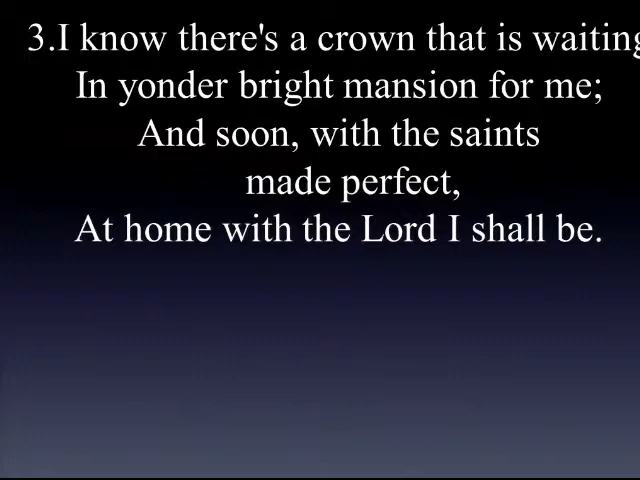 3.I know there's a crown that is waiting
In yonder bright mansion for me;
And soon, with the saints
made perfect,
At home with the Lord I shall be.